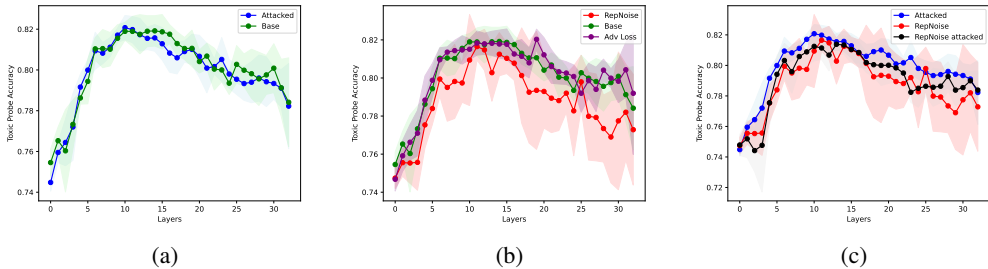 Attacked
Base
0.82
0.80
0.78
0.76
0.74
Toxic Probe Accuracy
0 5 10 15 20 25 30
Layers
(a)
RepNoise
Base
Adv Loss
0.82
0.80
0.78
0.76
0.74
Toxic Probe Accuracy
0 5 10 15 20 25 30
Layers
(b)
Attacked
RepNoise
RepNoise attacked
0.82
0.80
0.78
0.76
0.74
0.72
Toxic Probe Accuracy
0 5 10 15 20 25 30
Layers
(c)